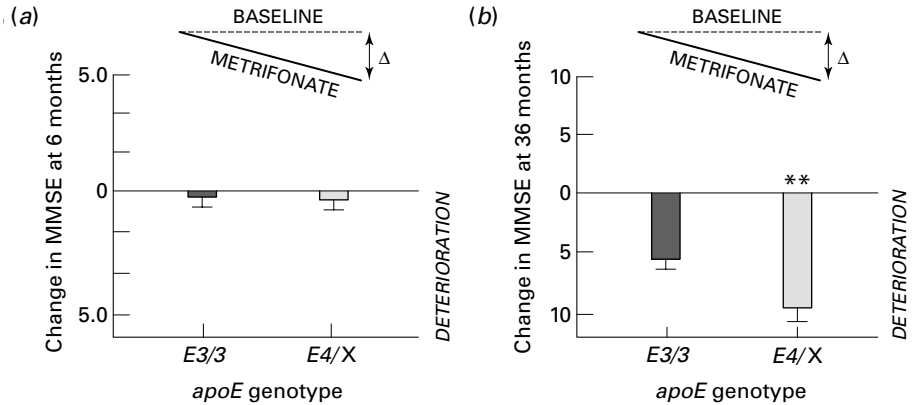 (a)
BASELINE
METRIFONATE
Δ
Change in MMSE at 6 months
5.0
0
5.0
DETERIORATION
E3/3 E4/X
apoE genotype
(b)
BASELINE
METRIFONATE
Δ
Change in MMSE at 36 months
10
5
0
5
10
**
DETERIORATION
E3/3 E4/X
apoE genotype